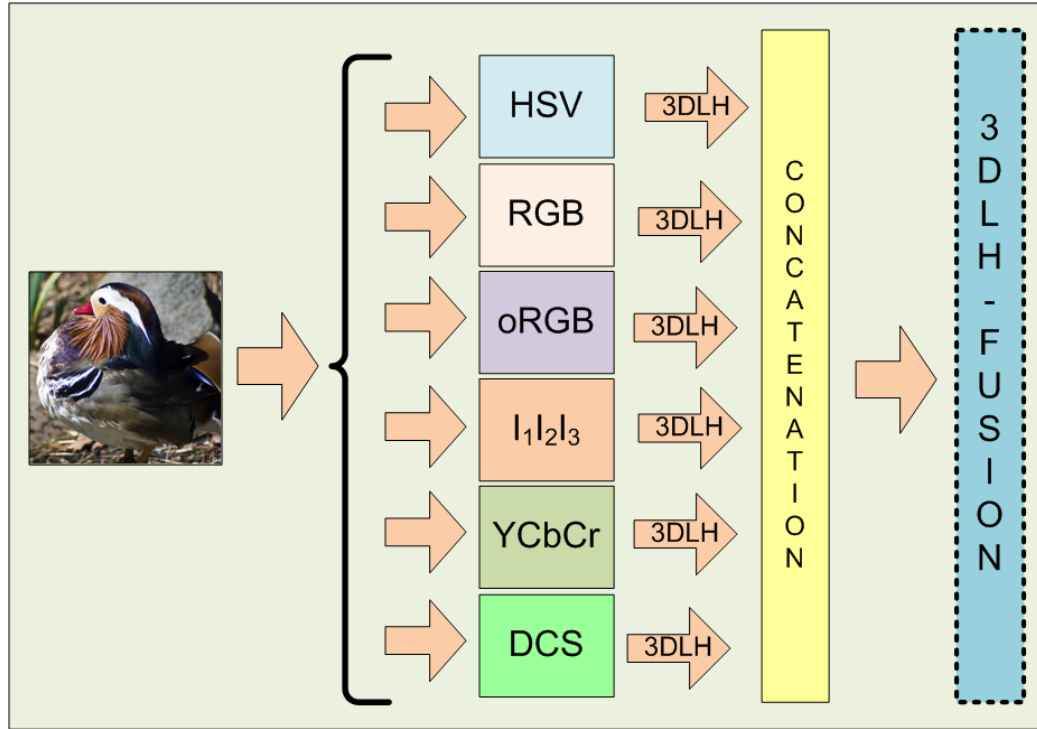 HSV
3DLH
RGB
3DLH
oRGB
3DLH
I₁I₂I₃
3DLH
YCbCr
3DLH
DCS
3DLH
CONCATENATION
3DLH-FUSION